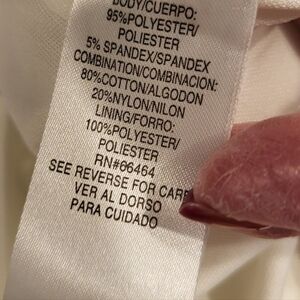 BODY/CUERPO:
95%POLYESTER/
POLIESTER
5% SPANDEX/SPANDEX
COMBINATION/COMBINACION:
80%COTTON/ALGODON
20%NYLON/NILON
LINING/FORRO:
100%POLYESTER/
POLIESTER
RN#06464
SEE REVERSE FOR CARE
VER AL DORSO
PARA CUIDADO